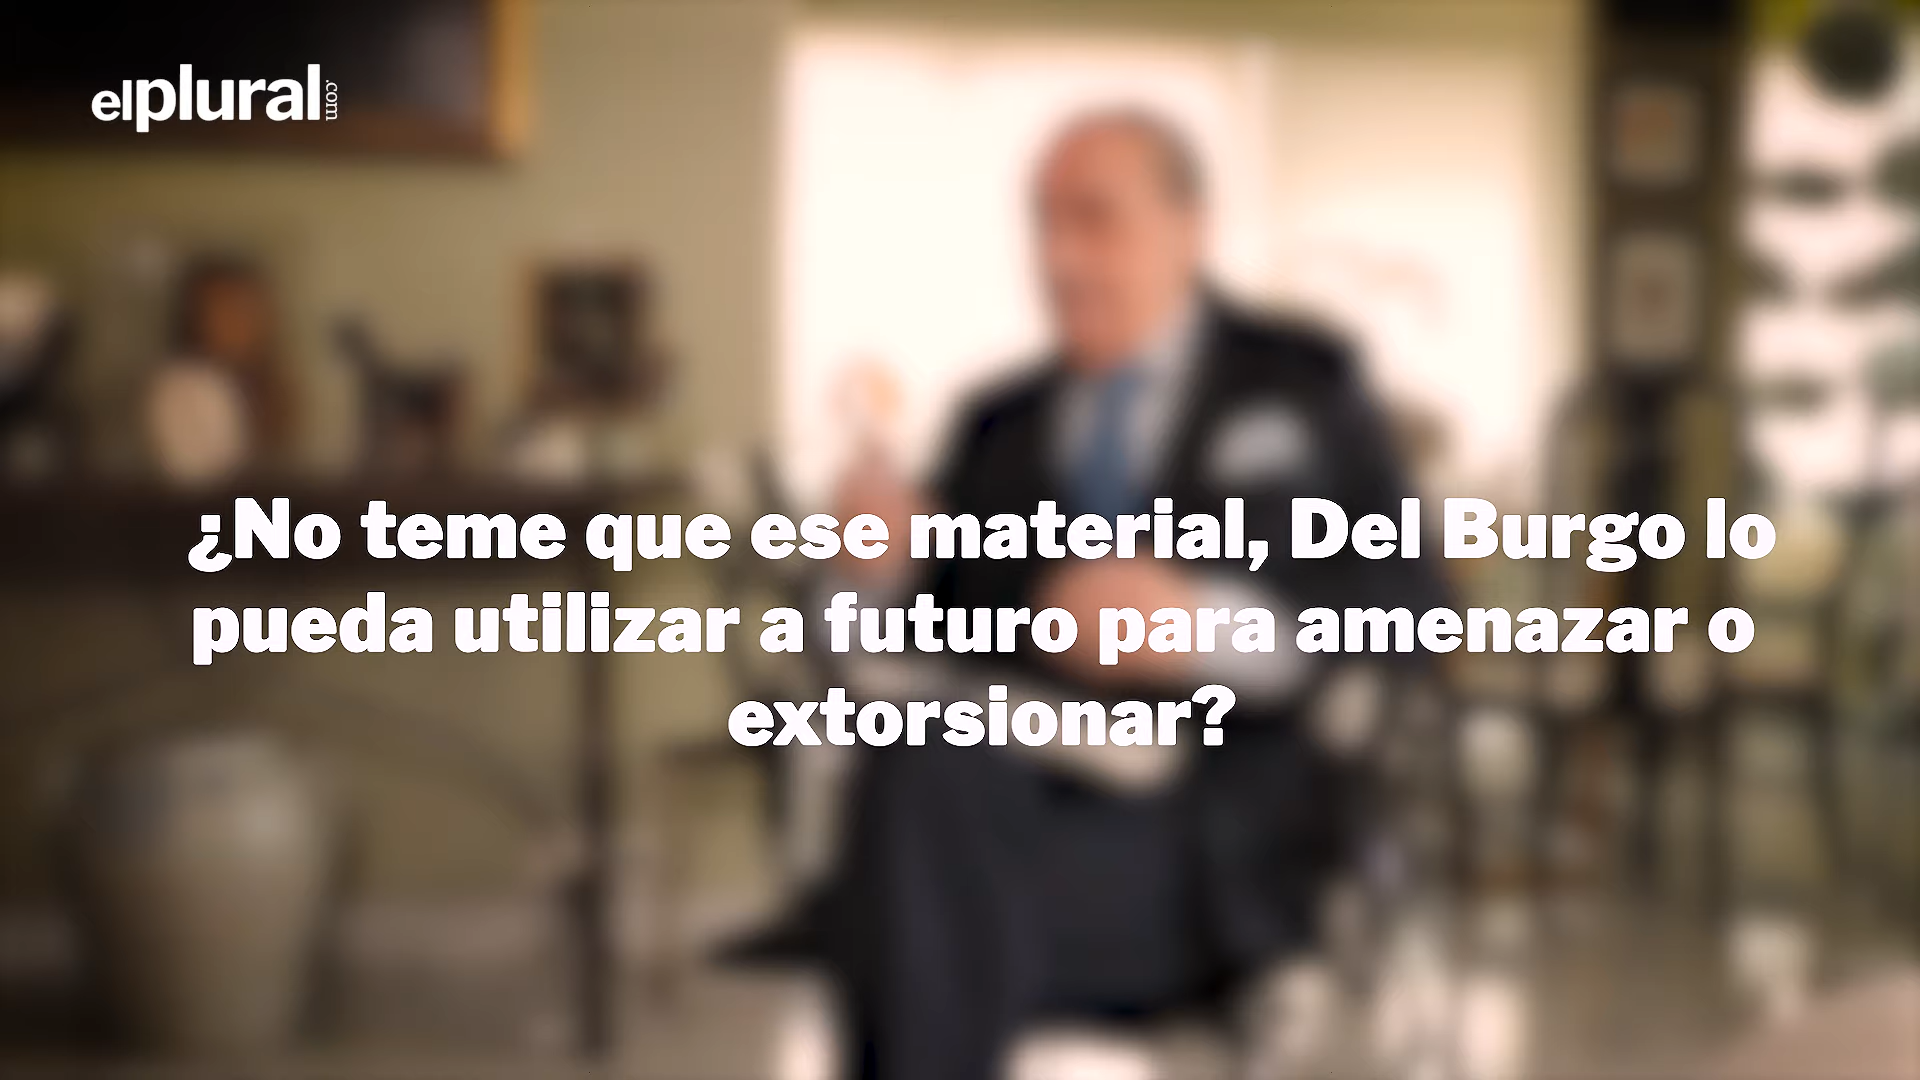 elplural.com
¿No teme que ese material, Del Burgo lo
pueda utilizar a futuro para amenazar o
extorsionar?